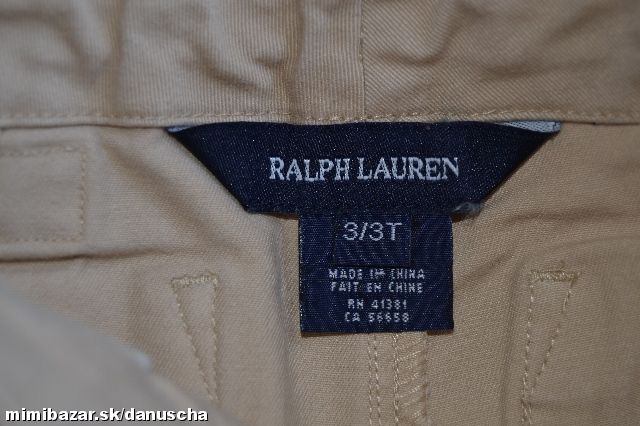 RALPH LAUREN
3/3T
MADE IN CHINA
FAIT EN CHINE
RN 41381
CA 56658
mimibazar.sk/danuscha